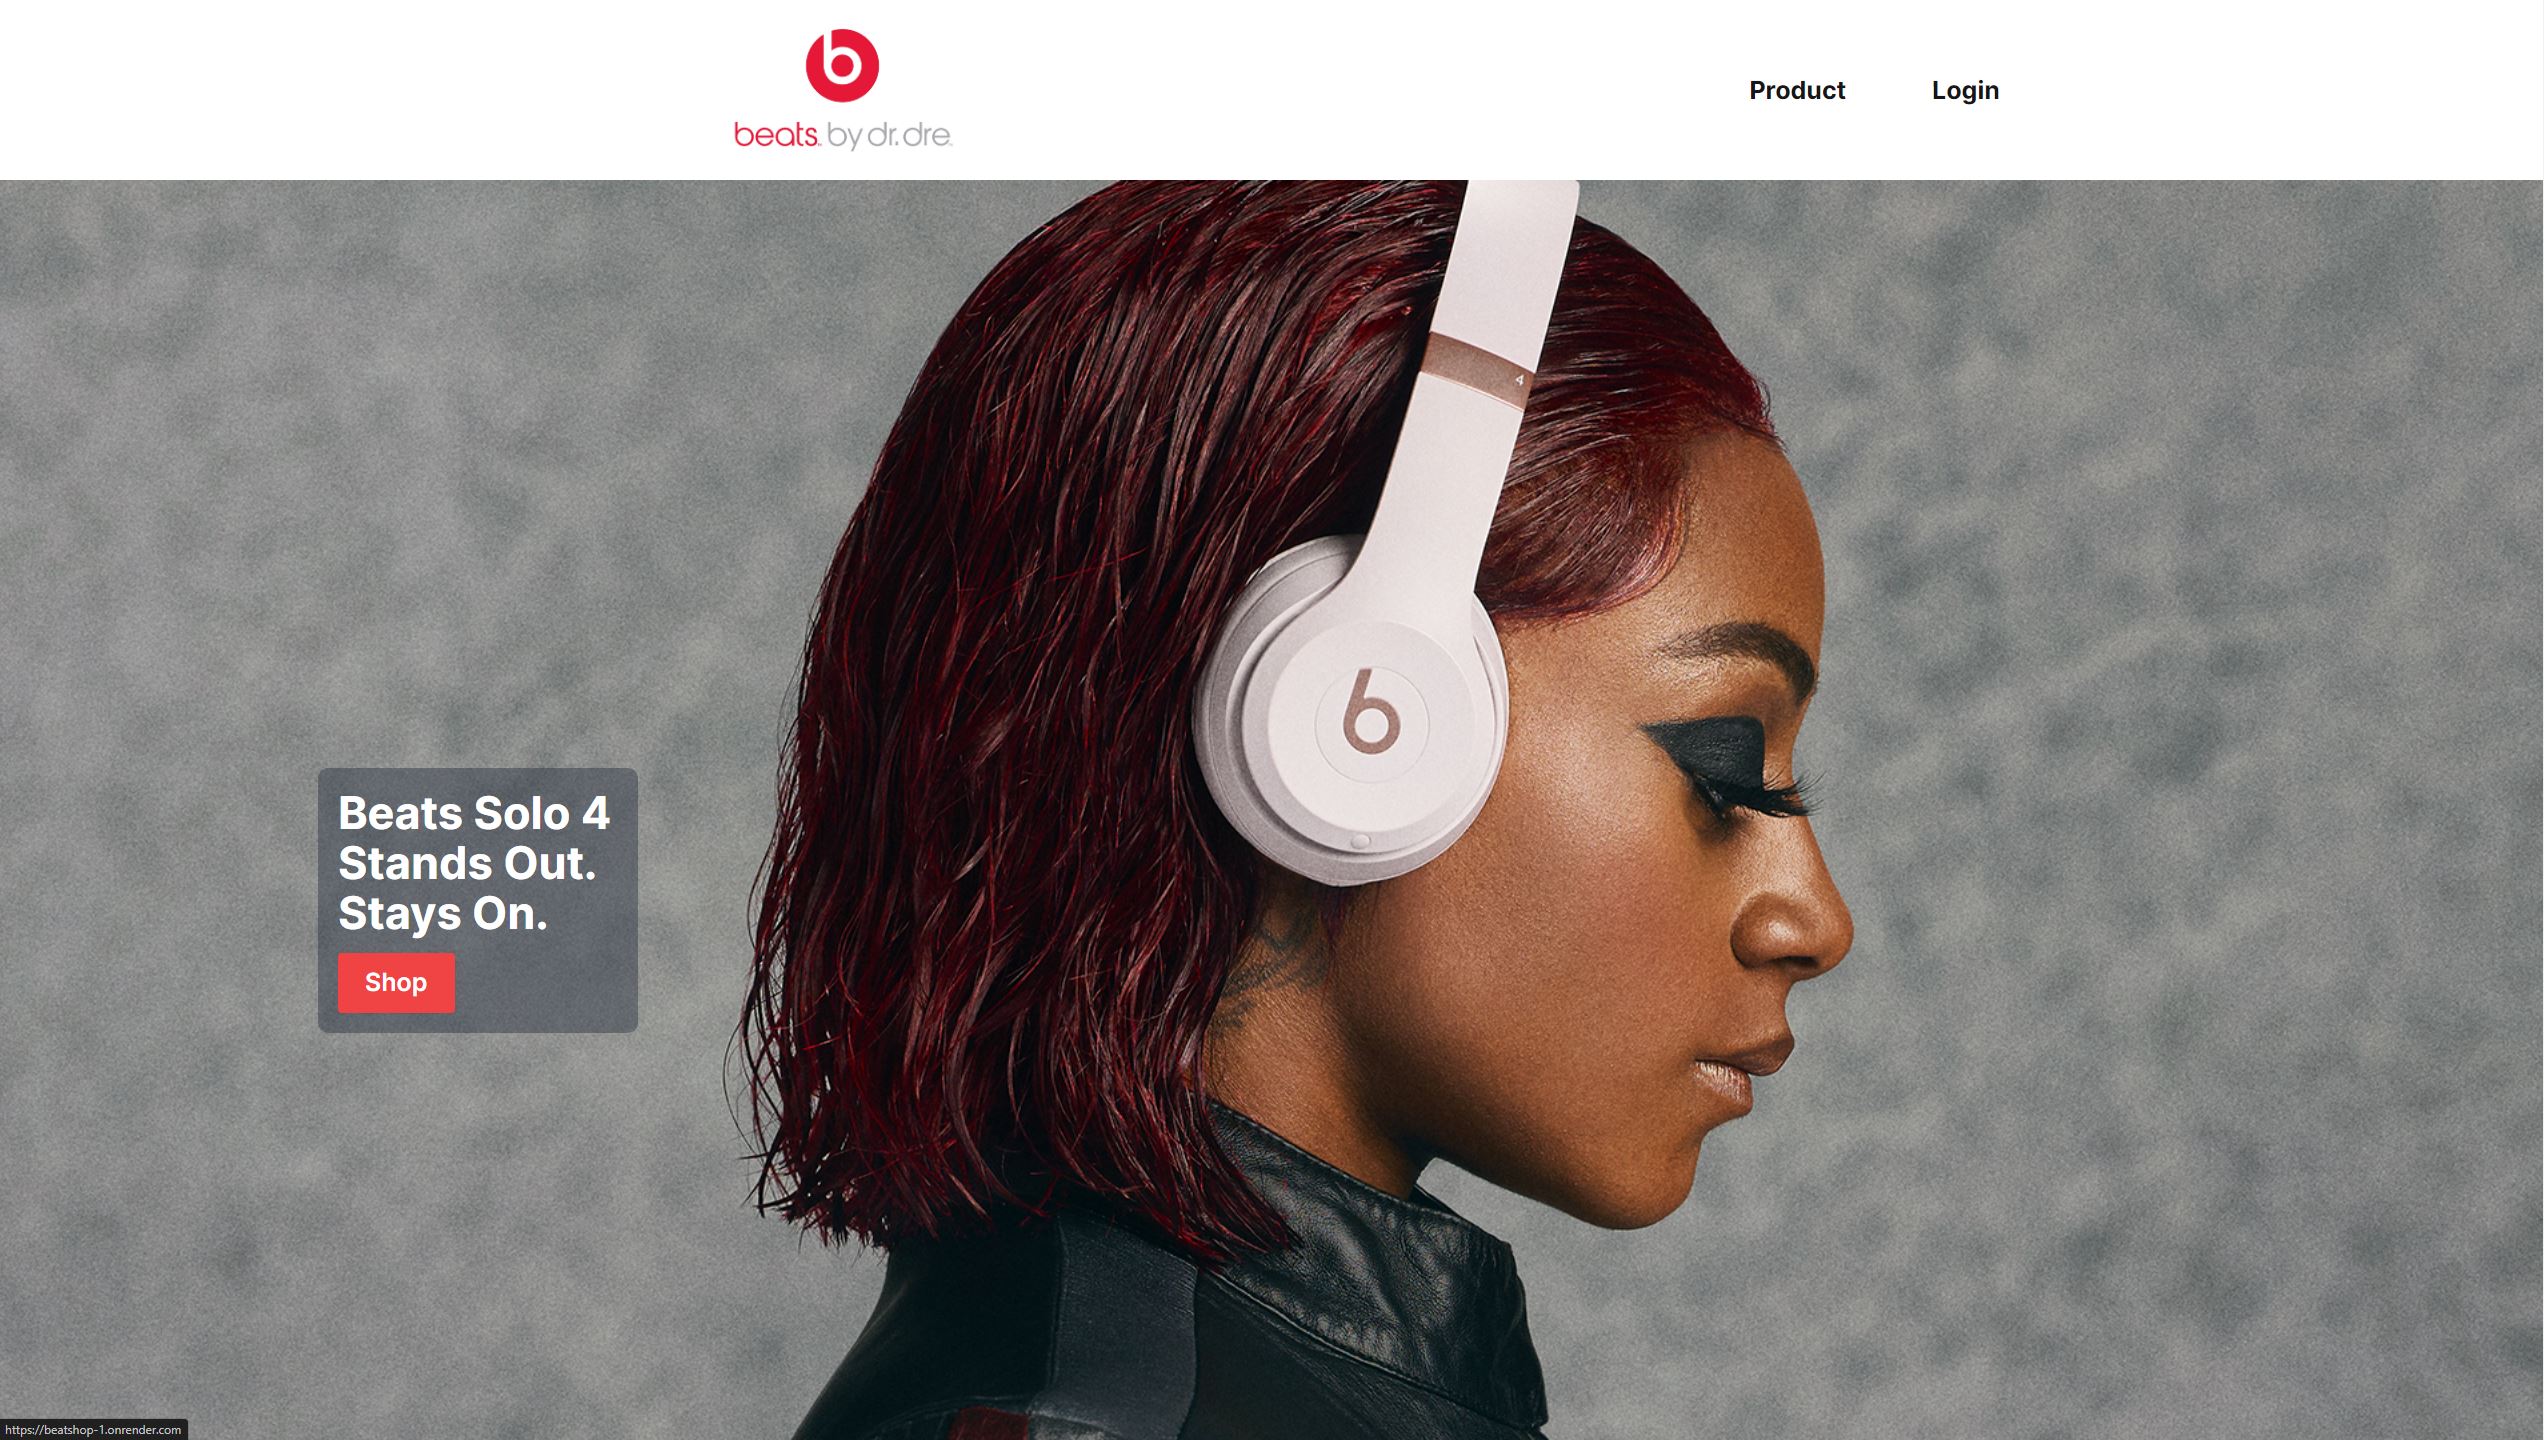 b
beats. by dr. dre.
Product
Login
4
b
Beats Solo 4
Stands Out.
Stays On.
Shop
https://beatshop-1.onrender.com